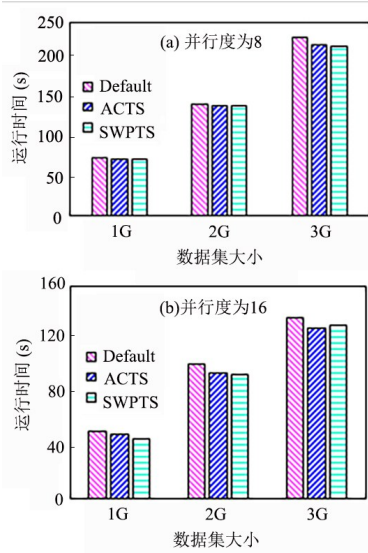 250
(a) 并行度为8
200
Default
150
ACTS
SWPTS
100
50
0
运行时间 (s)
1G 2G 3G
数据集大小
160
(b)并行度为16
120
Default
ACTS
80
SWPTS
40
0
运行时间 (s)
1G 2G 3G
数据集大小